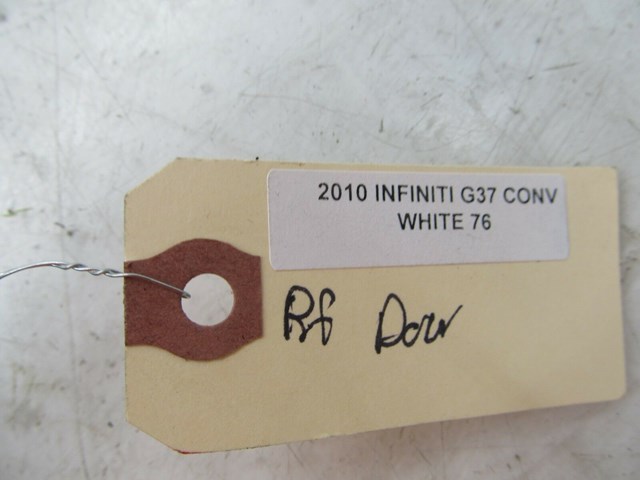 2010 INFINITI G37 CONV
WHITE 76
Rf Door